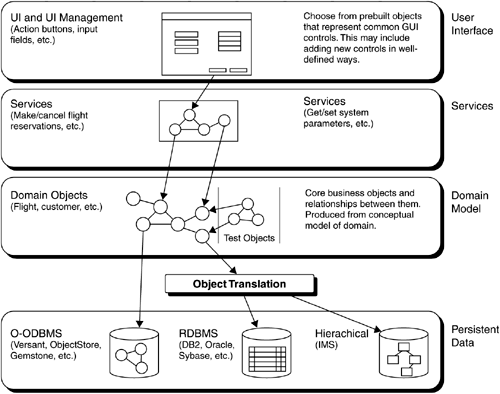 UI and UI Management
(Action buttons, input
fields, etc.)
Choose from prebuilt objects
that represent common GUI
controls. This may include
adding new controls in well-
defined ways.
User
Interface
Services
(Make/cancel flight
reservations, etc.)
Services
(Get/set system
parameters, etc.)
Services
Domain Objects
(Flight, customer, etc.)
Test Objects
Core business objects and
relationships between them.
Produced from conceptual
model of domain.
Domain
Model
Object Translation
O-ODBMS
(Versant, ObjectStore,
Gemstone, etc.)
RDBMS
(DB2, Oracle,
Sybase, etc.)
Hierachical
(IMS)
Persistent
Data